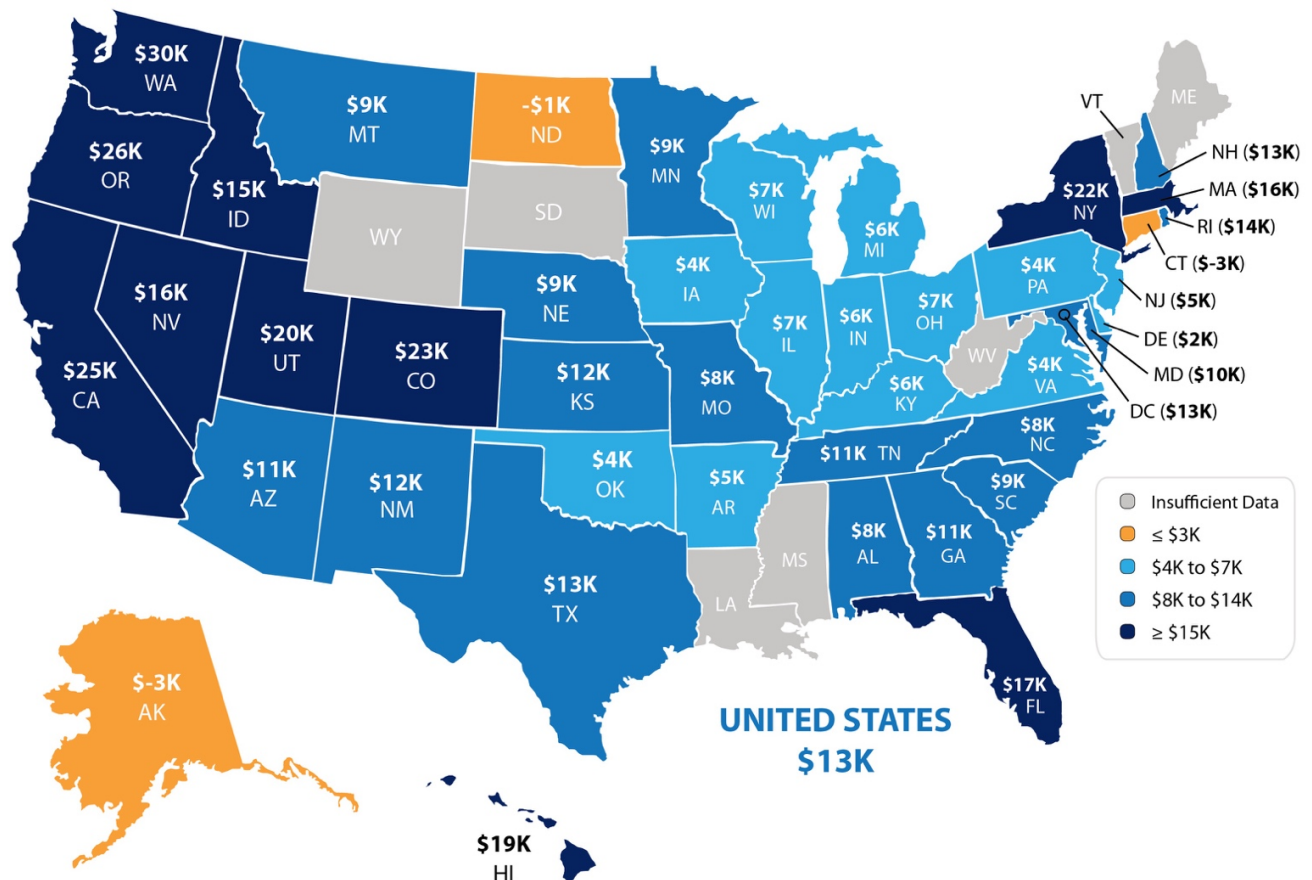 $30K
WA
$26K
OR
$15K
ID
$9K
MT
-$1K
ND
$9K
MN
WY
SD
$7K
WI
$6K
MI
$22K
NY
VT
ME
NH ($13K)
MA ($16K)
RI ($14K)
CT ($-3K)
NJ ($5K)
DE ($2K)
MD ($10K)
DC ($13K)
$25K
CA
$16K
NV
$20K
UT
$23K
CO
$9K
NE
$4K
IA
$12K
KS
$8K
MO
$7K
IL
$6K
IN
$7K
OH
$4K
PA
WV
$4K
VA
$6K
KY
$11K
AZ
$12K
NM
$4K
OK
$5K
AR
$11K TN
$8K
NC
$9K
SC
$13K
TX
LA
MS
$8K
AL
$11K
GA
$17K
FL
Insufficient Data
≤ $3K
$4K to $7K
$8K to $14K
≥ $15K
$-3K
AK
$19K
HI
UNITED STATES
$13K